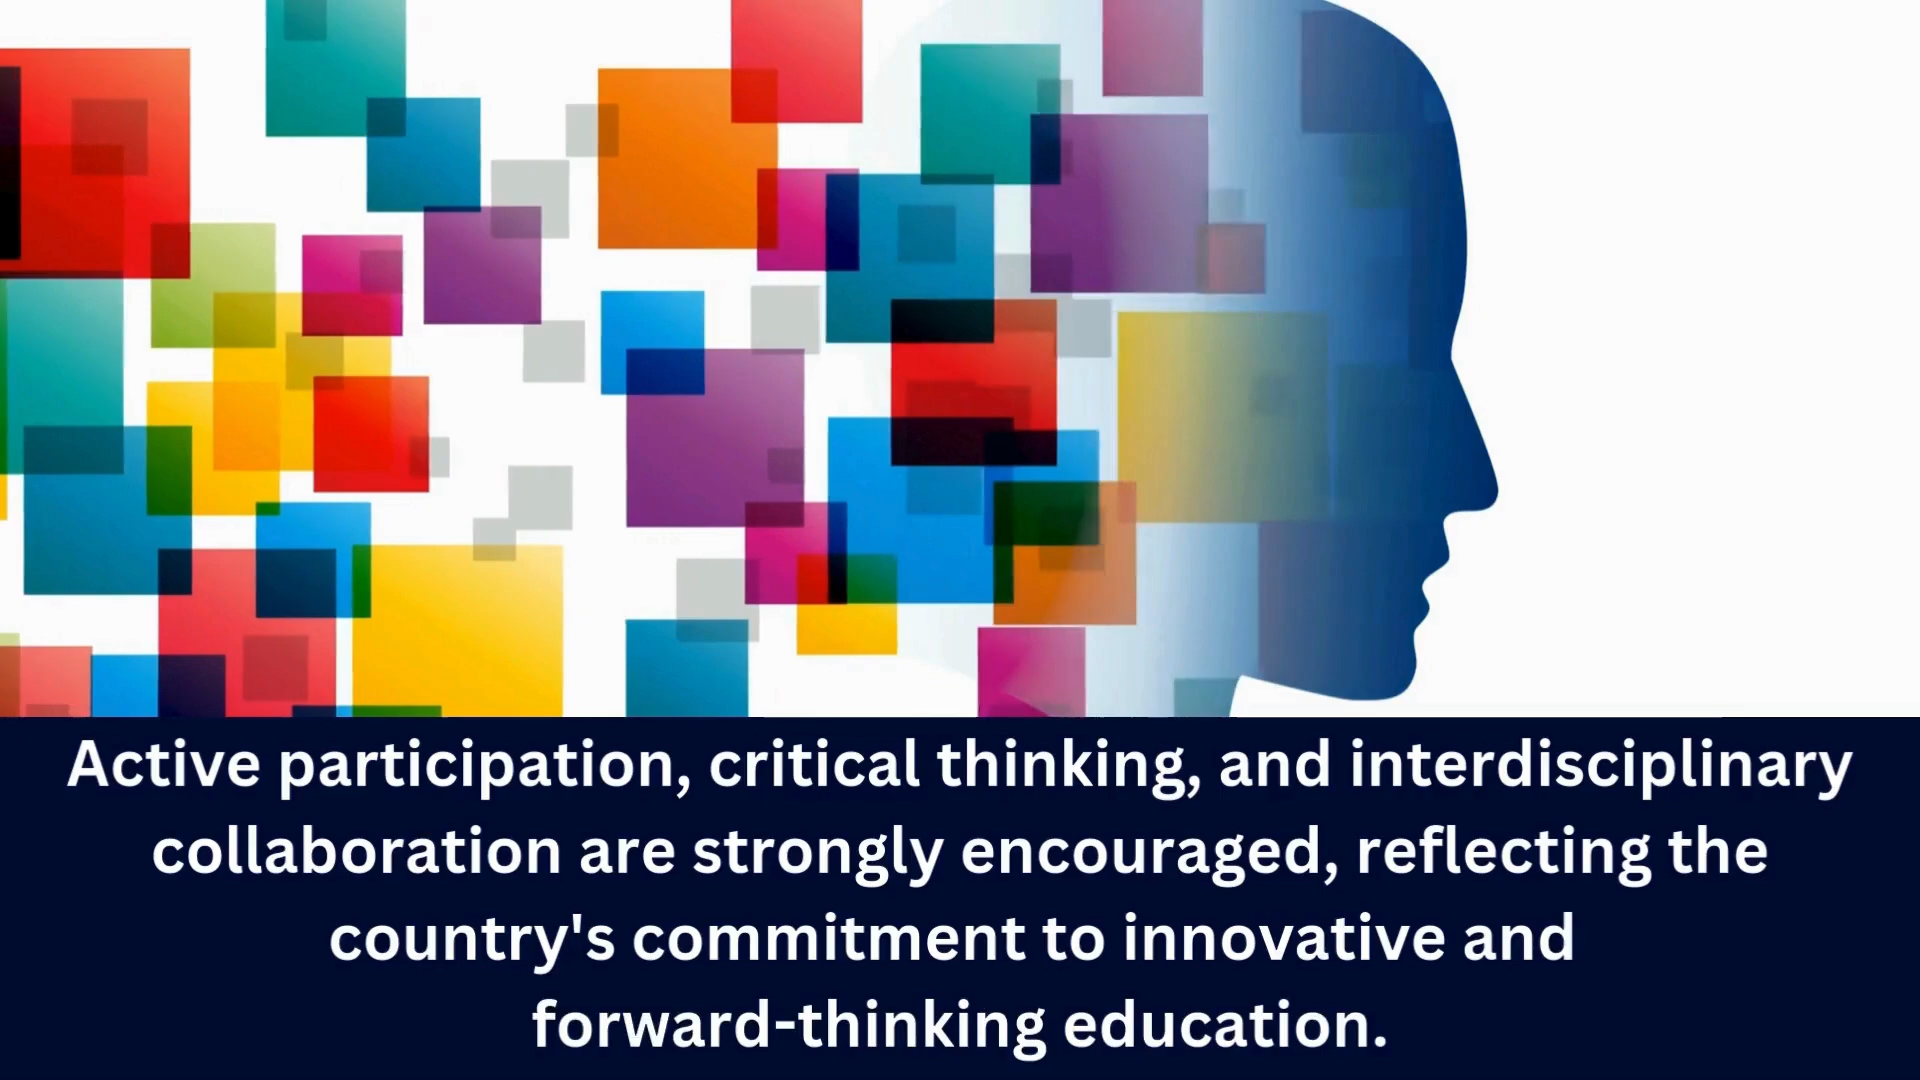 Active participation, critical thinking, and interdisciplinary
collaboration are strongly encouraged, reflecting the
country's commitment to innovative and
forward-thinking education.